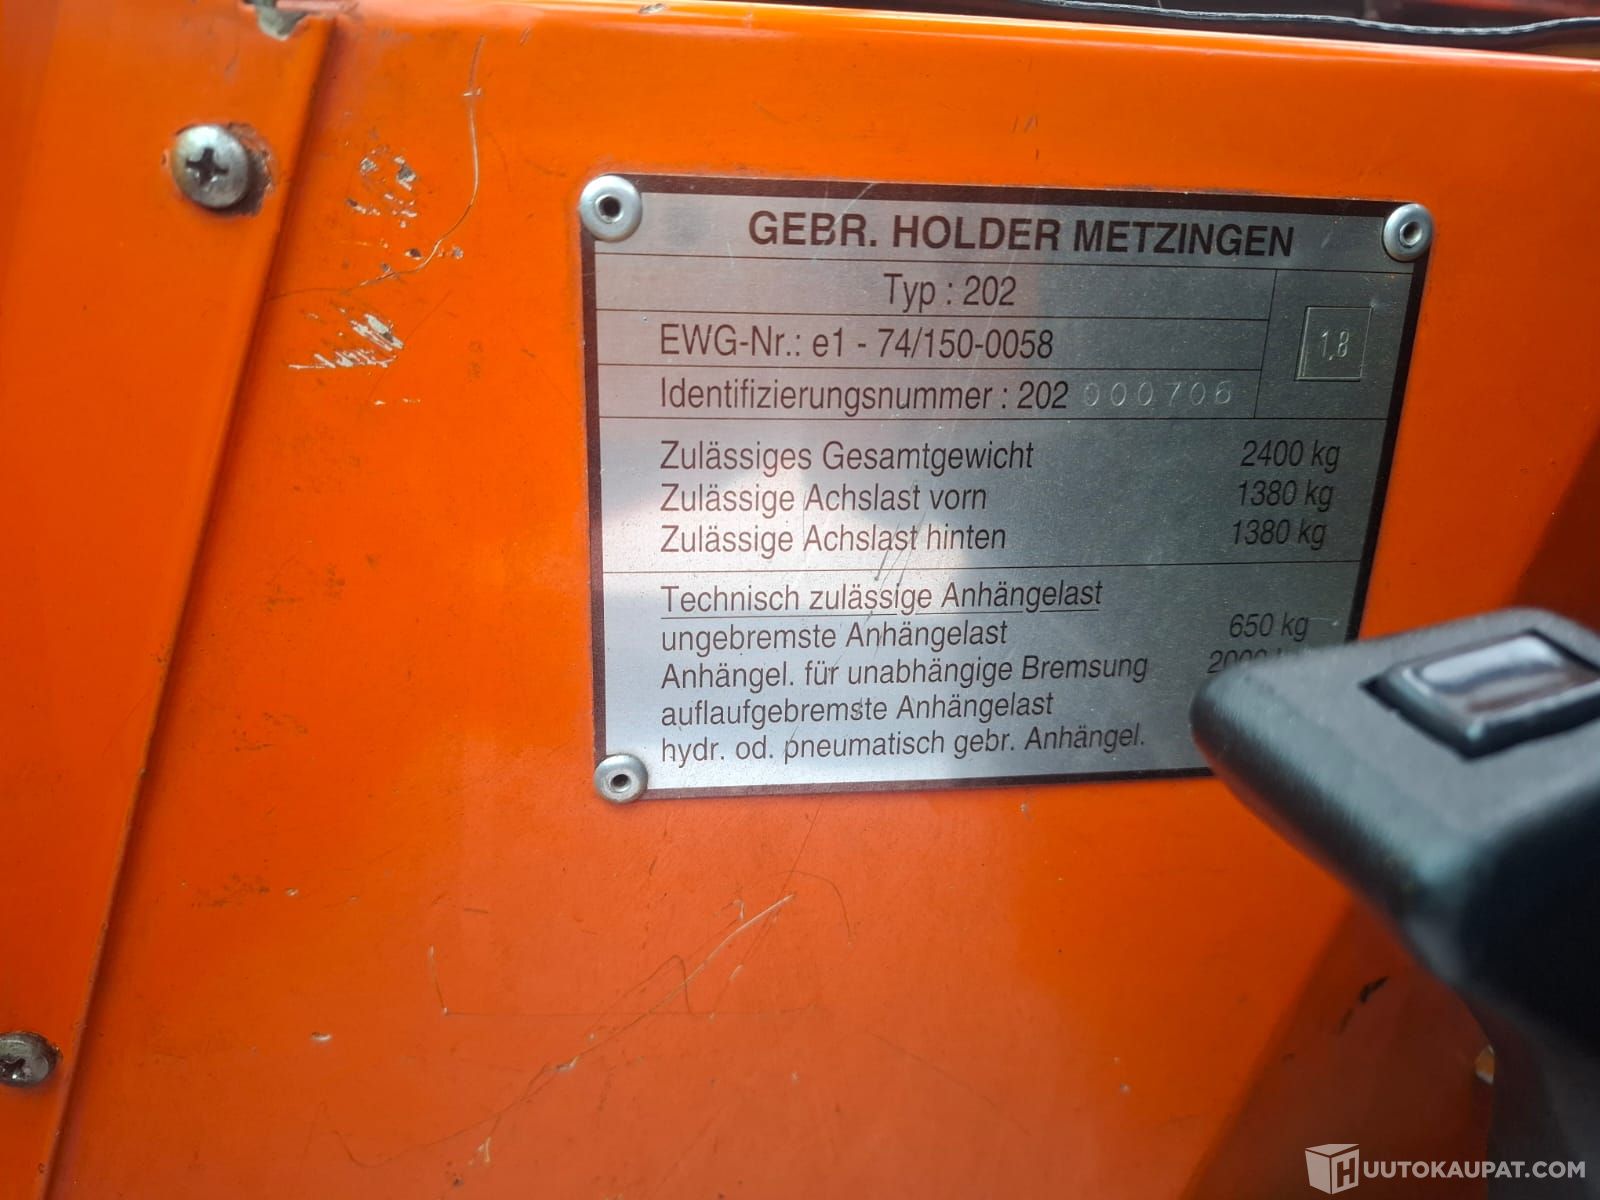 GEBR. HOLDER METZINGEN
Typ : 202
EWG-Nr.: e1 - 74/150-0058
1,8
Identifizierungsnummer : 202 000706
Zulässiges Gesamtgewicht 2400 kg
Zulässige Achslast vorn 1380 kg
Zulässige Achslast hinten 1380 kg
Technisch zulässige Anhängelast
ungebremste Anhängelast 650 kg
Anhängel. für unabhängige Bremsung
auflaufgebremste Anhängelast
hydr. od. pneumatisch gebr. Anhängel.
HUUTOKAUPAT.COM